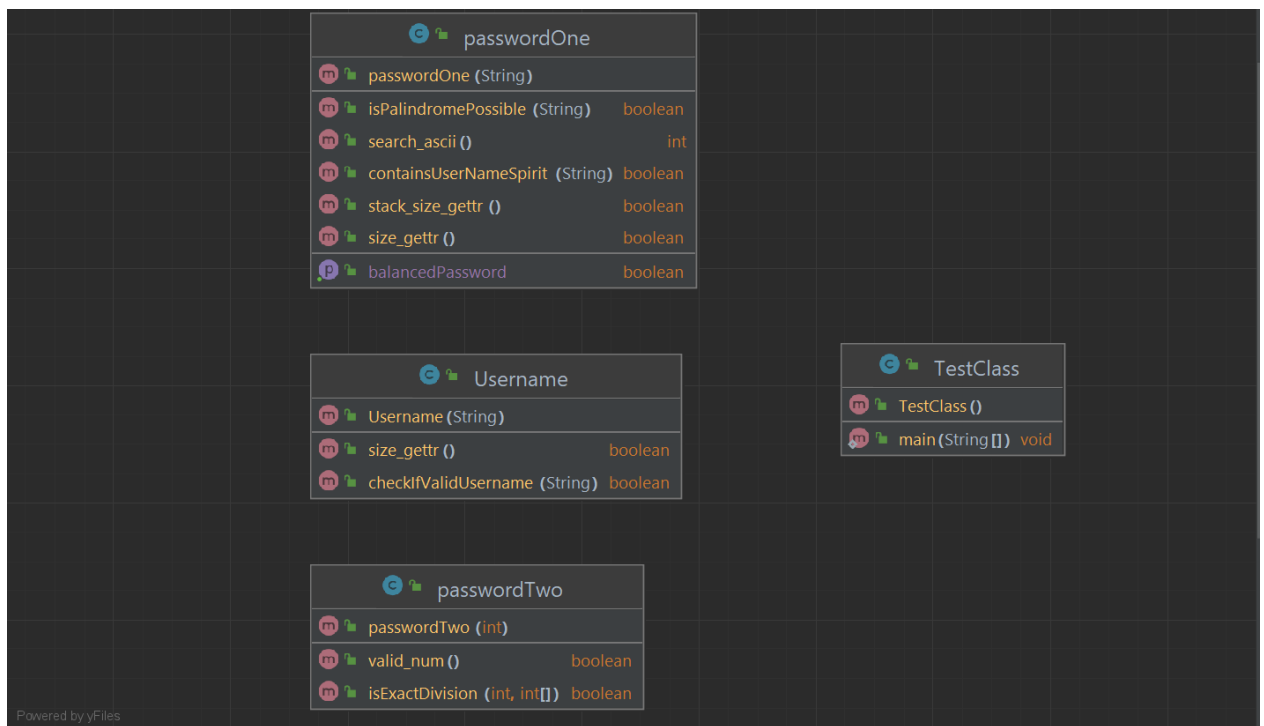 passwordOne
passwordOne (String)
isPalindromePossible (String) boolean
search_ascii () int
containsUserNameSpirit (String) boolean
stack_size_gettr () boolean
size_gettr () boolean
balancedPassword boolean
Username
Username (String)
size_gettr () boolean
checkIfValidUsername (String) boolean
TestClass
TestClass ()
main (String []) void
passwordTwo
passwordTwo (int)
valid_num () boolean
isExactDivision (int, int[]) boolean
Powered by yFiles